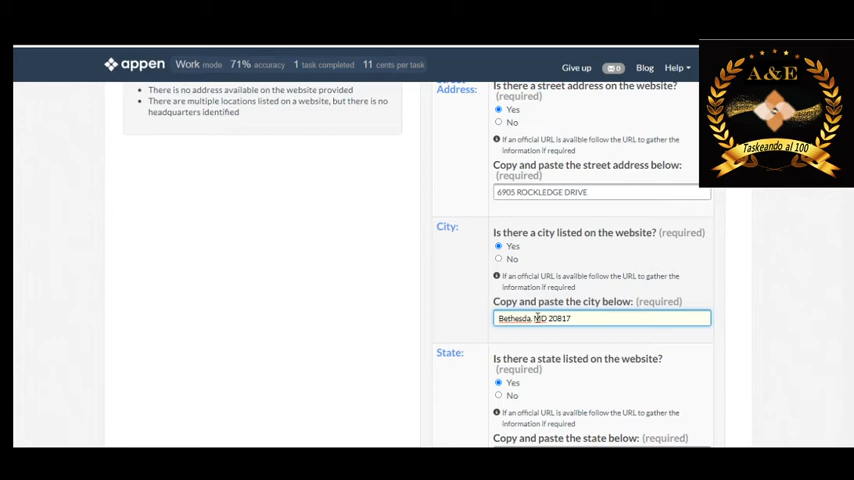 appen Work mode 71% accuracy 1 task completed 11 cents per task Give up 0 Blog Help
A&E
Taskeando al 100
There is no address available on the website provided
There are multiple locations listed on a website, but there is no
headquarters identified
Address:
Is there a street address on the website?
(required)
Yes
No
If an official URL is availble follow the URL to gather the
information if required
Copy and paste the street address below:
(required)
6905 ROCKLEDGE DRIVE
City:
Is there a city listed on the website? (required)
Yes
No
If an official URL is availble follow the URL to gather the
information if required
Copy and paste the city below: (required)
Bethesda, MD 20817
State:
Is there a state listed on the website?
(required)
Yes
No
If an official URL is availble follow the URL to gather the
information if required
Copy and paste the state below: (required)